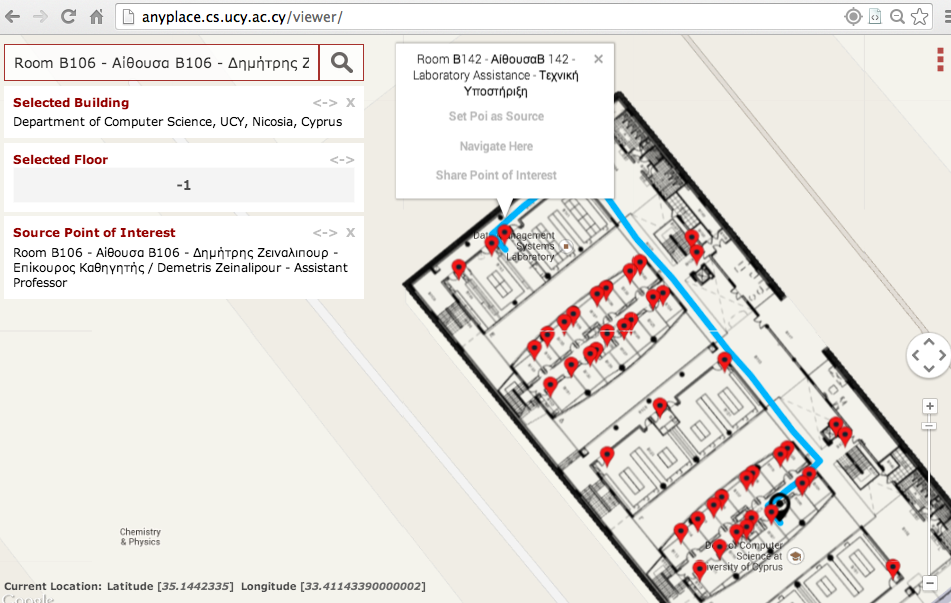 anyplace.cs.ucy.ac.cy/viewer/
Room B106 - Αίθουσα B106 - Δημήτρης Ζ
Selected Building
<-> X
Department of Computer Science, UCY, Nicosia, Cyprus
Selected Floor
<->
-1
Source Point of Interest
<-> X
Room B106 - Αίθουσα B106 - Δημήτρης Ζειναλιπουρ -
Επίκουρος Καθηγητής / Demetris Zeinalipour - Assistant
Professor
Room B142 - ΑίθουσαB 142 -
Laboratory Assistance - Τεχνική
Υποστήριξη
Set Poi as Source
Navigate Here
Share Point of Interest
Systems
Laboratory
Chemistry
& Physics
of Computer
Science at
University of Cyprus
Current Location: Latitude [35.1442335] Longitude [33.41143390000002]
Google